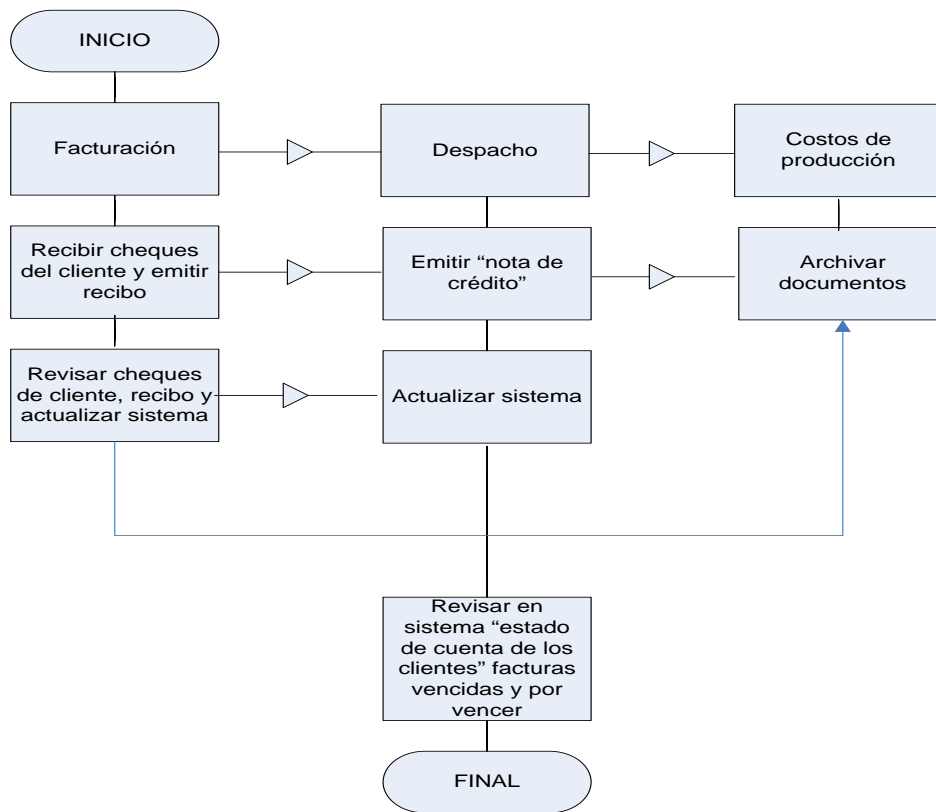 INICIO
Facturación
Despacho
Costos de
producción
Recibir cheques
del cliente y emitir
recibo
Emitir “nota de
crédito”
Archivar
documentos
Revisar cheques
de cliente, recibo y
actualizar sistema
Actualizar sistema
Revisar en
sistema “estado
de cuenta de los
clientes” facturas
vencidas y por
vencer
FINAL